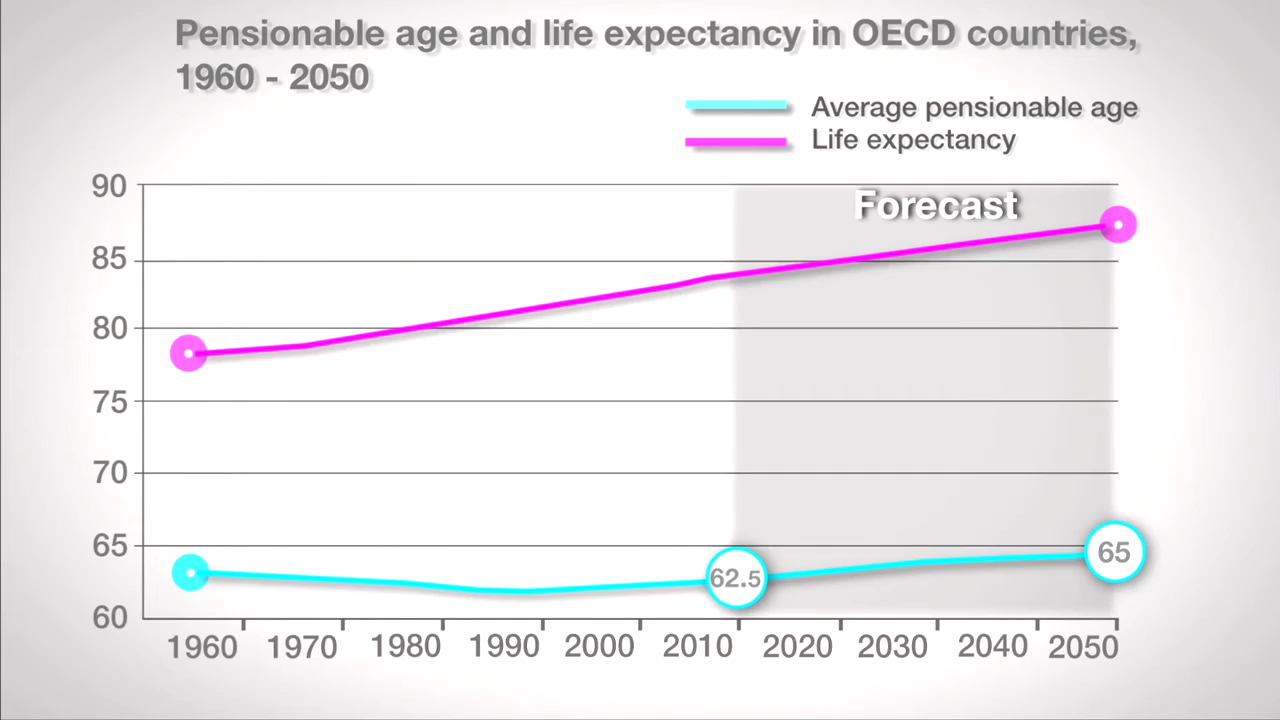 Pensionable age and life expectancy in OECD countries,
1960 - 2050
Average pensionable age
Life expectancy
90
Forecast
85
80
75
70
65
65
62.5
60
1960 1970 1980 1990 2000 2010 2020 2030 2040 2050